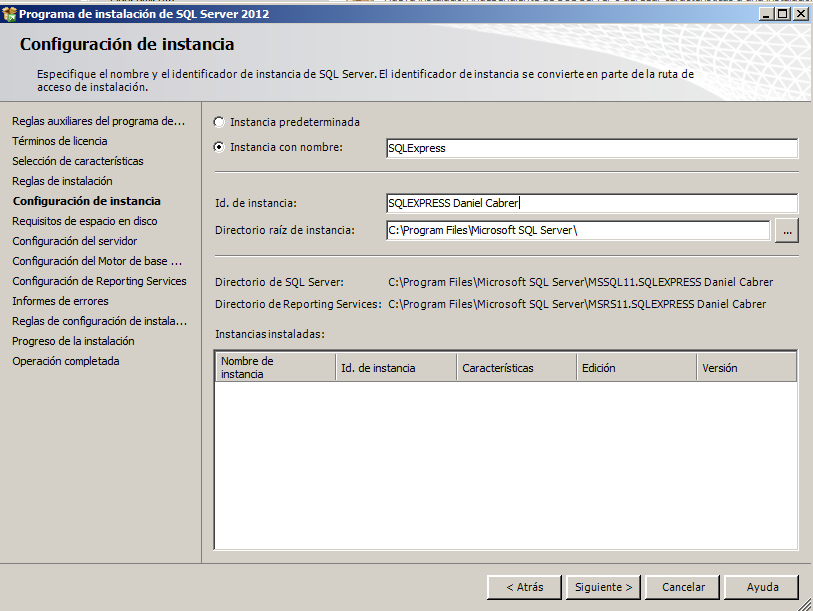 Programa de instalación de SQL Server 2012
Configuración de instancia
Especifique el nombre y el identificador de instancia de SQL Server. El identificador de instancia se convierte en parte de la ruta de
acceso de instalación.
Reglas auxiliares del programa de...
Términos de licencia
Selección de características
Reglas de instalación
Configuración de instancia
Requisitos de espacio en disco
Configuración del servidor
Configuración del Motor de base ...
Configuración de Reporting Services
Informes de errores
Reglas de configuración de instala...
Progreso de la instalación
Operación completada
Instancia predeterminada
Instancia con nombre: SQLExpress
Id. de instancia: SQLEXPRESS Daniel Cabrer
Directorio raíz de instancia: C:\Program Files\Microsoft SQL Server\ ...
Directorio de SQL Server: C:\Program Files\Microsoft SQL Server\MSSQL11.SQLEXPRESS Daniel Cabrer
Directorio de Reporting Services: C:\Program Files\Microsoft SQL Server\MSRS11.SQLEXPRESS Daniel Cabrer
Instancias instaladas:
Nombre de
instancia Id. de instancia Características Edición Versión
< Atrás Siguiente > Cancelar Ayuda